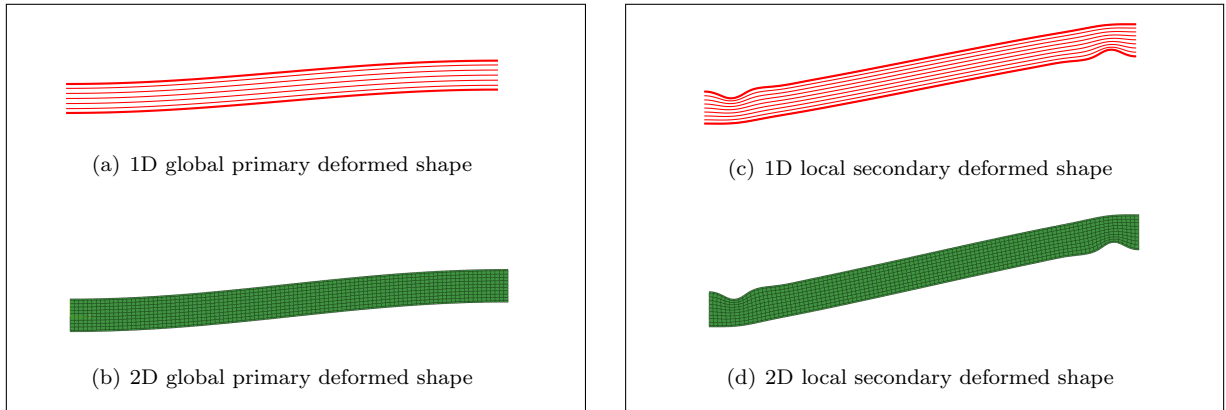 (a) 1D global primary deformed shape
(b) 2D global primary deformed shape
(c) 1D local secondary deformed shape
(d) 2D local secondary deformed shape